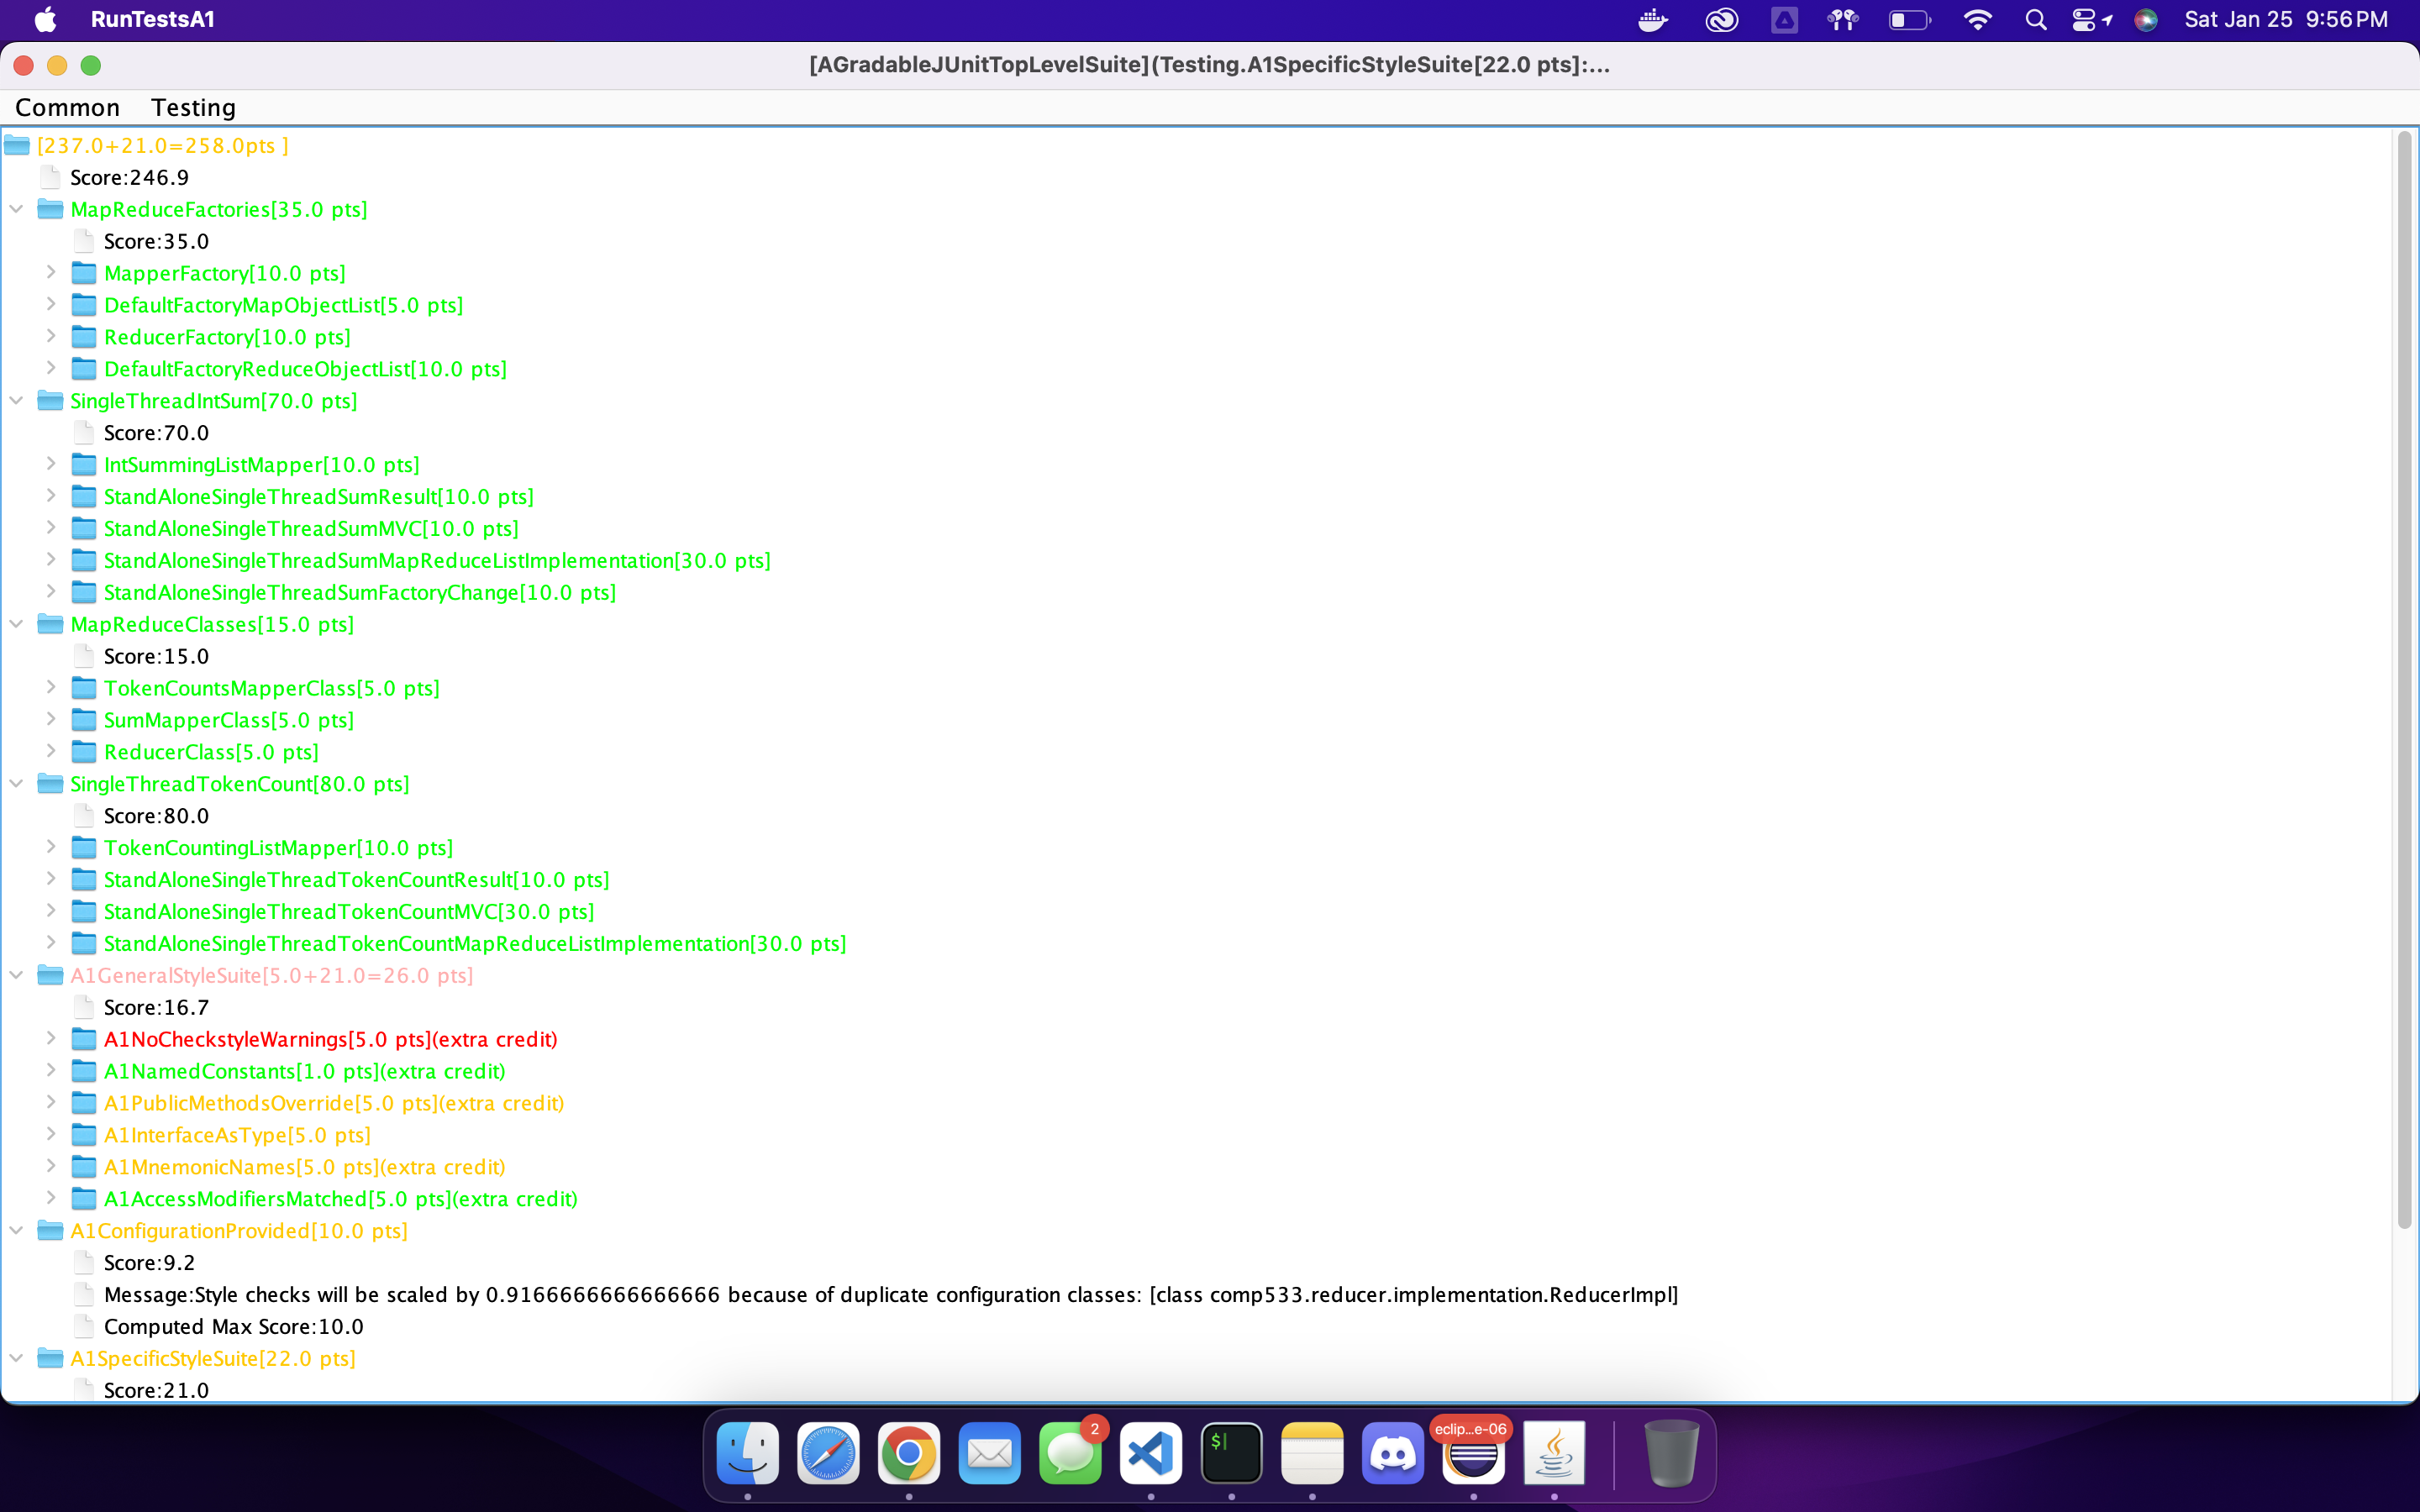 RunTestsA1
Sat Jan 25 9:56 PM
[AGradableJUnitTopLevelSuite](Testing.A1SpecificStyleSuite[22.0 pts]:...
Common Testing
[237.0+21.0=258.0pts ]
Score:246.9
MapReduceFactories[35.0 pts]
Score:35.0
MapperFactory[10.0 pts]
DefaultFactoryMapObjectList[5.0 pts]
ReducerFactory[10.0 pts]
DefaultFactoryReduceObjectList[10.0 pts]
SingleThreadIntSum[70.0 pts]
Score:70.0
IntSummingListMapper[10.0 pts]
StandAloneSingleThreadSumResult[10.0 pts]
StandAloneSingleThreadSumMVC[10.0 pts]
StandAloneSingleThreadSumMapReduceListImplementation[30.0 pts]
StandAloneSingleThreadSumFactoryChange[10.0 pts]
MapReduceClasses[15.0 pts]
Score:15.0
TokenCountsMapperClass[5.0 pts]
SumMapperClass[5.0 pts]
ReducerClass[5.0 pts]
SingleThreadTokenCount[80.0 pts]
Score:80.0
TokenCountingListMapper[10.0 pts]
StandAloneSingleThreadTokenCountResult[10.0 pts]
StandAloneSingleThreadTokenCountMVC[30.0 pts]
StandAloneSingleThreadTokenCountMapReduceListImplementation[30.0 pts]
A1GeneralStyleSuite[5.0+21.0=26.0 pts]
Score:16.7
A1NoCheckstyleWarnings[5.0 pts](extra credit)
A1NamedConstants[1.0 pts](extra credit)
A1PublicMethodsOverride[5.0 pts](extra credit)
A1InterfaceAsType[5.0 pts]
A1MnemonicNames[5.0 pts](extra credit)
A1AccessModifiersMatched[5.0 pts](extra credit)
A1ConfigurationProvided[10.0 pts]
Score:9.2
Message:Style checks will be scaled by 0.9166666666666666 because of duplicate configuration classes: [class comp533.reducer.implementation.ReducerImpl]
Computed Max Score:10.0
A1SpecificStyleSuite[22.0 pts]
Score:21.0
2
$
eclip...e-06